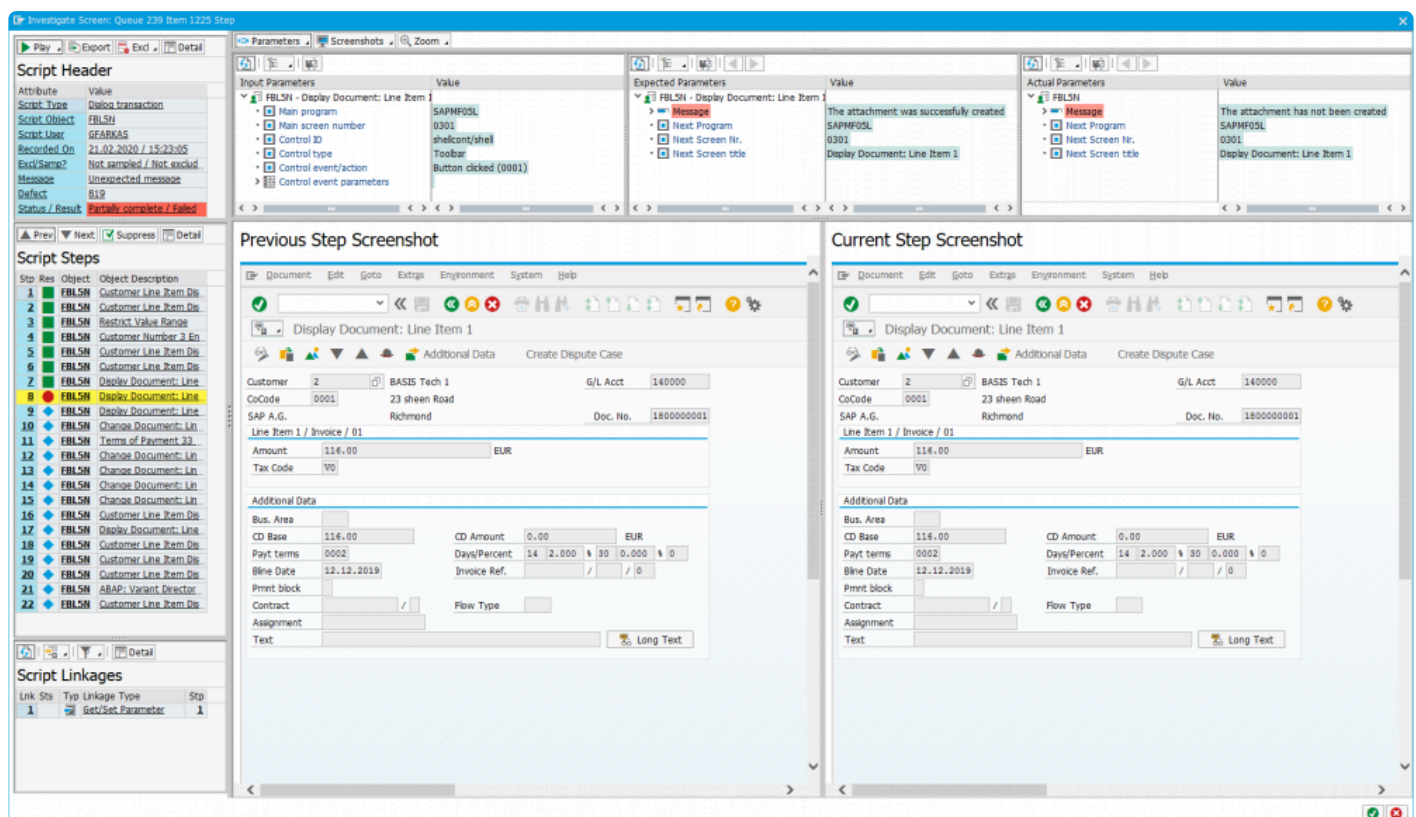 Investigate Screen: Queue 239 Item 1225 Step
Play Export Excl Detail
Script Header
Attribute Value
Script Type Dialog transaction
Script Object FBL5N
Script User GFARKAS
Recorded On 21.02.2020 / 15:23:05
Excl/Samp? Not sampled / Not exclud
Message Unexpected message
Defect 819
Status / Result Partially complete / Failed
Parameters Screenshots Zoom
Input Parameters Value
FBL5N - Display Document: Line Item 1
Main program SAPMF05L
Main screen number 0301
Control ID shellcont/shell
Control type Toolbar
Control event/action Button clicked (0001)
Control event parameters
Expected Parameters Value
FBL5N - Display Document: Line Item 1
Message The attachment was successfully created
Next Program SAPMF05L
Next Screen Nr. 0301
Next Screen title Display Document: Line Item 1
Actual Parameters Value
FBL5N
Message The attachment has not been created
Next Program SAPMF05L
Next Screen Nr. 0301
Next Screen title Display Document: Line Item 1
Prev Next Suppress Detail
Script Steps
Stp Res Object Object Description
1 FBL5N Customer Line Item Dis
2 FBL5N Customer Line Item Dis
3 FBL5N Restrict Value Range
4 FBL5N Customer Number 3 En
5 FBL5N Customer Line Item Dis
6 FBL5N Customer Line Item Dis
7 FBL5N Display Document: Line
8 FBL5N Display Document: Line
9 FBL5N Display Document: Line
10 FBL5N Change Document: Lin
11 FBL5N Terms of Payment 33
12 FBL5N Change Document: Lin
13 FBL5N Change Document: Lin
14 FBL5N Change Document: Lin
15 FBL5N Change Document: Lin
16 FBL5N Customer Line Item Dis
17 FBL5N Display Document: Line
18 FBL5N Customer Line Item Dis
19 FBL5N Customer Line Item Dis
20 FBL5N Customer Line Item Dis
21 FBL5N ABAP: Variant Director
22 FBL5N Customer Line Item Dis
Detail
Script Linkages
Lnk Sts Typ Linkage Type Stp
1 Get/Set Parameter 1
Previous Step Screenshot
Document Edit Goto Extras Environment System Help
Display Document: Line Item 1
Additional Data Create Dispute Case
Customer 2 BASIS Tech 1 G/L Acct 140000
CoCode 0001 23 sheen Road
SAP A.G. Richmond Doc. No. 1800000001
Line Item 1 / Invoice / 01
Amount 116.00 EUR
Tax Code V0
Additional Data
Bus. Area
CD Base 116.00 CD Amount 0.00 EUR
Payt terms 0002 Days/Percent 14 2.000 % 30 0.000 % 0
Bline Date 12.12.2019 Invoice Ref. / / 0
Pmnt block
Contract / Flow Type
Assignment
Text Long Text
Current Step Screenshot
Document Edit Goto Extras Environment System Help
Display Document: Line Item 1
Additional Data Create Dispute Case
Customer 2 BASIS Tech 1 G/L Acct 140000
CoCode 0001 23 sheen Road
SAP A.G. Richmond Doc. No. 1800000001
Line Item 1 / Invoice / 01
Amount 116.00 EUR
Tax Code V0
Additional Data
Bus. Area
CD Base 116.00 CD Amount 0.00 EUR
Payt terms 0002 Days/Percent 14 2.000 % 30 0.000 % 0
Bline Date 12.12.2019 Invoice Ref. / / 0
Pmnt block
Contract / Flow Type
Assignment
Text Long Text